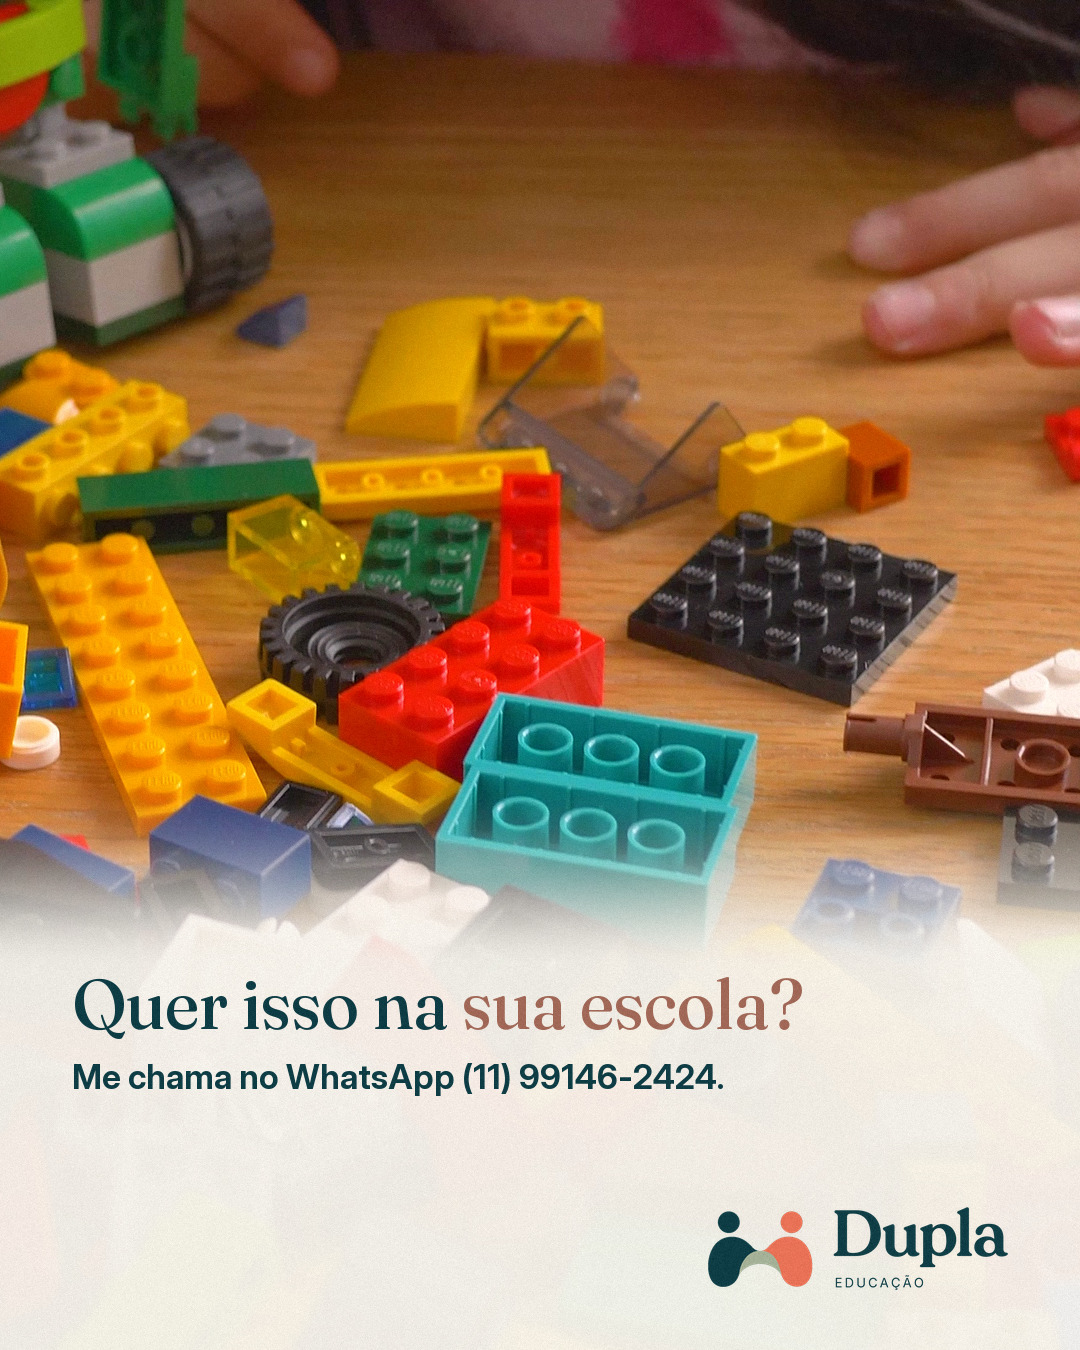 Quer isso na sua escola?
Me chama no WhatsApp (11) 99146-2424.
Dupla
EDUCAÇÃO